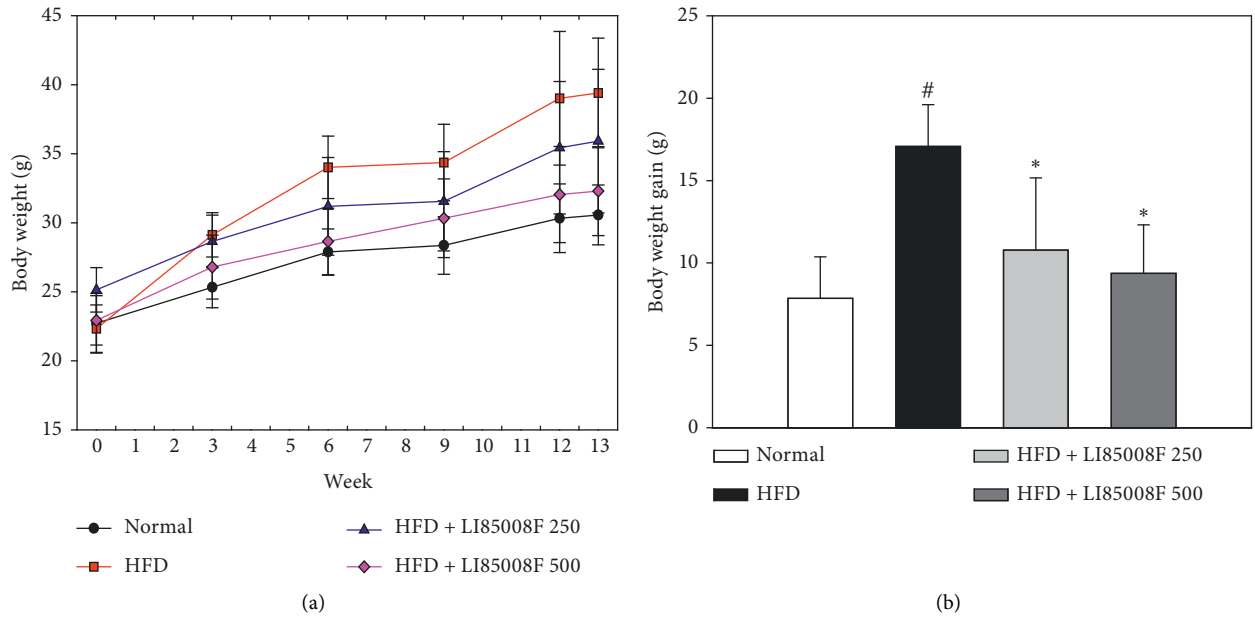 45
40
35
30
25
20
15
Body weight (g)
0 1 2 3 4 5 6 7 8 9 10 11 12 13
Week
Normal
HFD
HFD + LI85008F 250
HFD + LI85008F 500
(a)
25
20
15
10
5
0
Body weight gain (g)
#
*
*
Normal
HFD
HFD + LI85008F 250
HFD + LI85008F 500
(b)